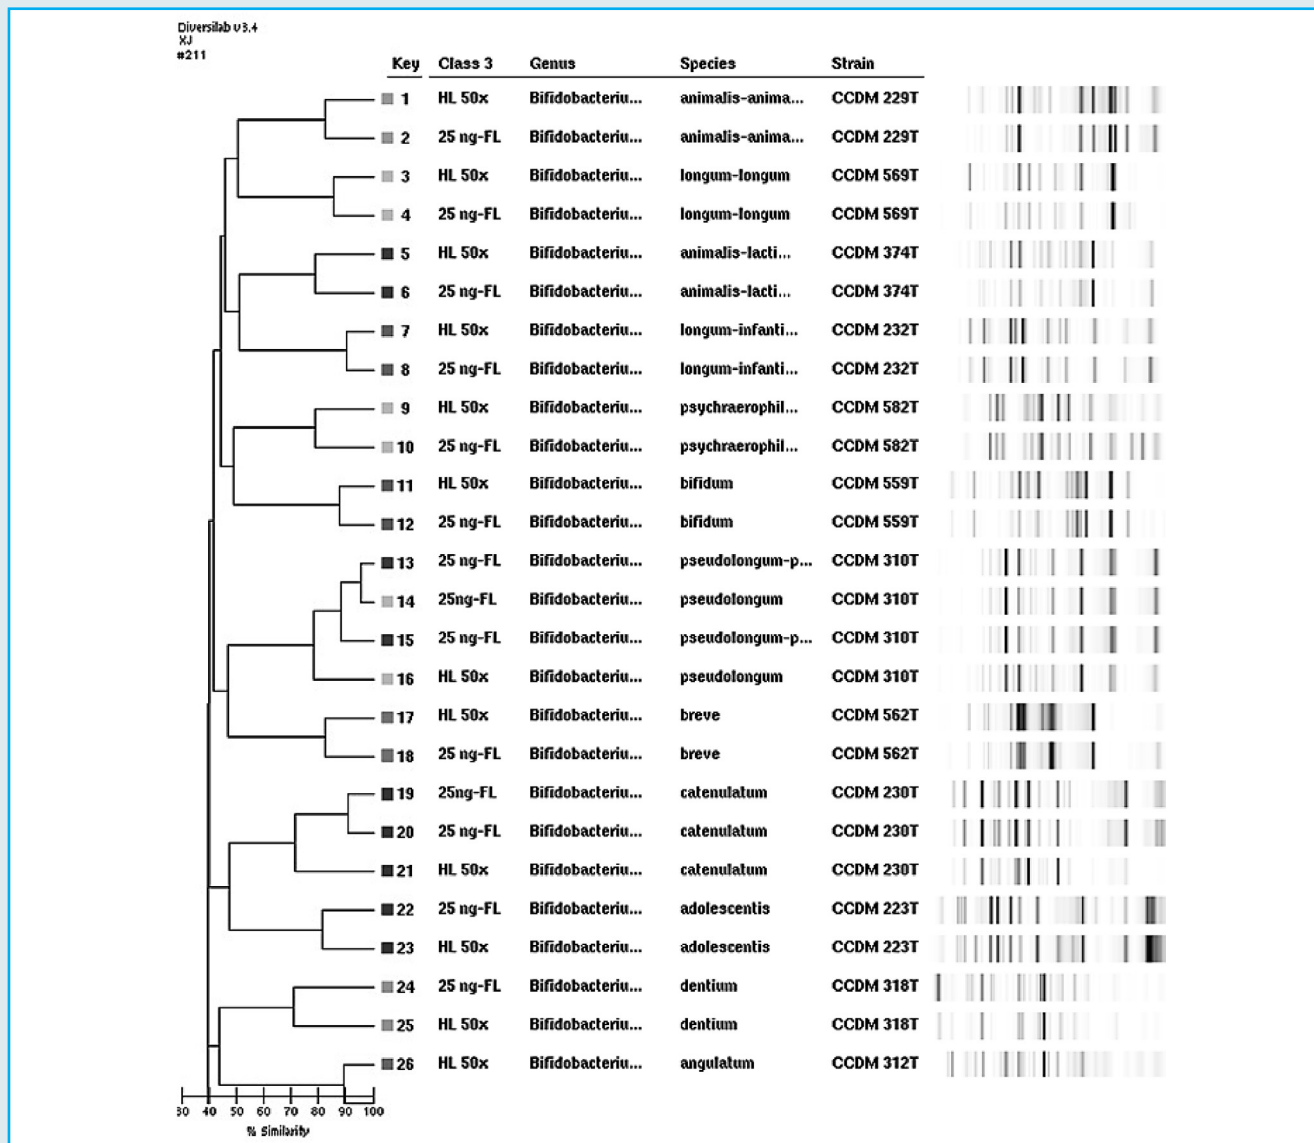 Diversilab v3.4
XJ
#211
Key Class 3 Genus Species Strain
1 HL 50x Bifidobacteriu... animalis-anima... CCDM 229T
2 25 ng-FL Bifidobacteriu... animalis-anima... CCDM 229T
3 HL 50x Bifidobacteriu... longum-longum CCDM 569T
4 25 ng-FL Bifidobacteriu... longum-longum CCDM 569T
5 HL 50x Bifidobacteriu... animalis-lacti... CCDM 374T
6 25 ng-FL Bifidobacteriu... animalis-lacti... CCDM 374T
7 HL 50x Bifidobacteriu... longum-infanti... CCDM 232T
8 25 ng-FL Bifidobacteriu... longum-infanti... CCDM 232T
9 HL 50x Bifidobacteriu... psychraerophil... CCDM 582T
10 25 ng-FL Bifidobacteriu... psychraerophil... CCDM 582T
11 HL 50x Bifidobacteriu... bifidum CCDM 559T
12 25 ng-FL Bifidobacteriu... bifidum CCDM 559T
13 25 ng-FL Bifidobacteriu... pseudolongum-p... CCDM 310T
14 25ng-FL Bifidobacteriu... pseudolongum CCDM 310T
15 25 ng-FL Bifidobacteriu... pseudolongum-p... CCDM 310T
16 HL 50x Bifidobacteriu... pseudolongum CCDM 310T
17 HL 50x Bifidobacteriu... breve CCDM 562T
18 25 ng-FL Bifidobacteriu... breve CCDM 562T
19 25ng-FL Bifidobacteriu... catenulatum CCDM 230T
20 25 ng-FL Bifidobacteriu... catenulatum CCDM 230T
21 HL 50x Bifidobacteriu... catenulatum CCDM 230T
22 25 ng-FL Bifidobacteriu... adolescentis CCDM 223T
23 HL 50x Bifidobacteriu... adolescentis CCDM 223T
24 25 ng-FL Bifidobacteriu... dentium CCDM 318T
25 HL 50x Bifidobacteriu... dentium CCDM 318T
26 HL 50x Bifidobacteriu... angulatum CCDM 312T
30 40 50 60 70 80 90 100
% Similarity